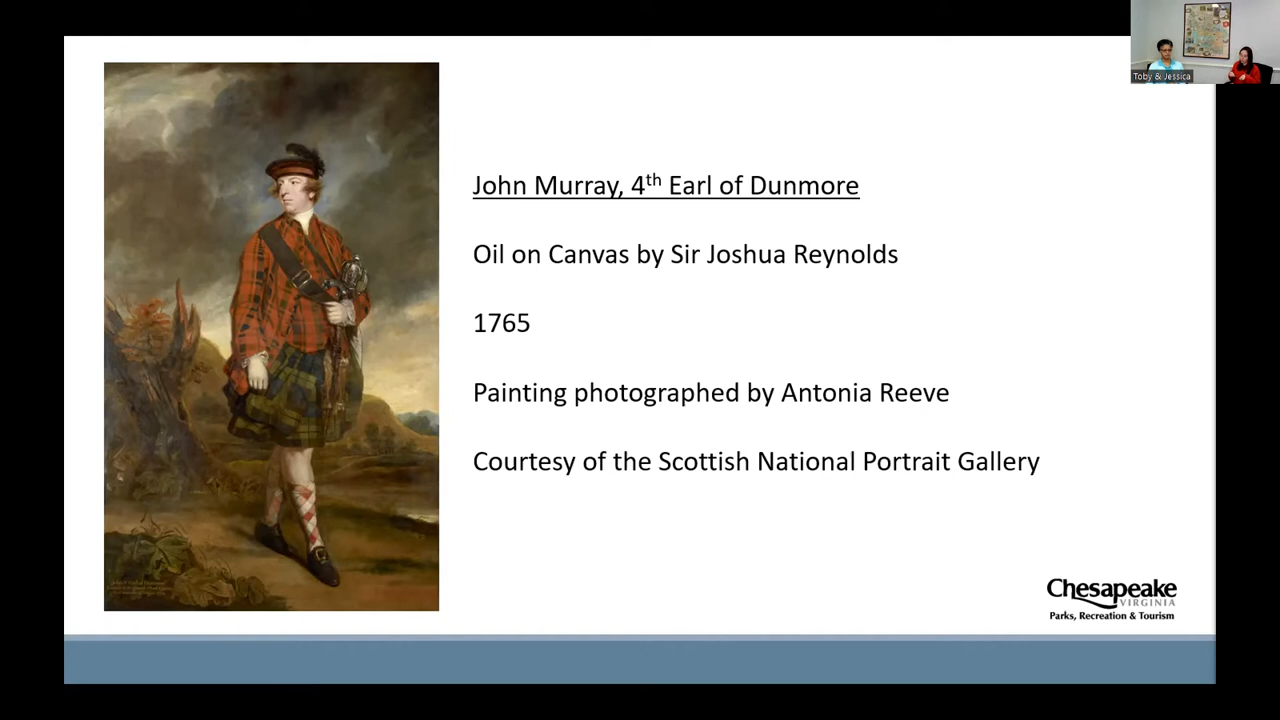 Toby & Jessica
John Murray, 4th Earl of Dunmore
Oil on Canvas by Sir Joshua Reynolds
1765
Painting photographed by Antonia Reeve
Courtesy of the Scottish National Portrait Gallery
Chesapeake
VIRGINIA
Parks, Recreation & Tourism